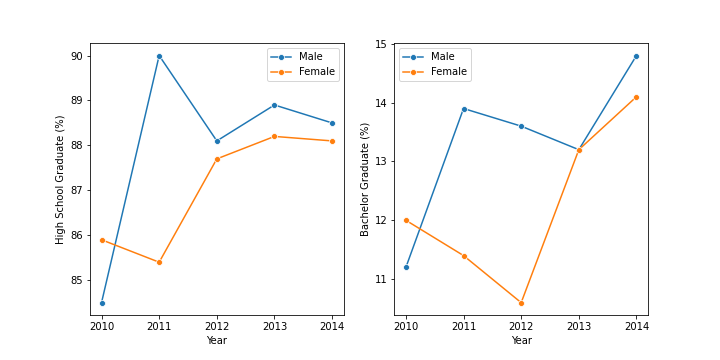 90
89
88
87
86
85
High School Graduate (%)
2010 2011 2012 2013 2014
Year
Male
Female
15
14
13
12
11
Bachelor Graduate (%)
2010 2011 2012 2013 2014
Year
Male
Female